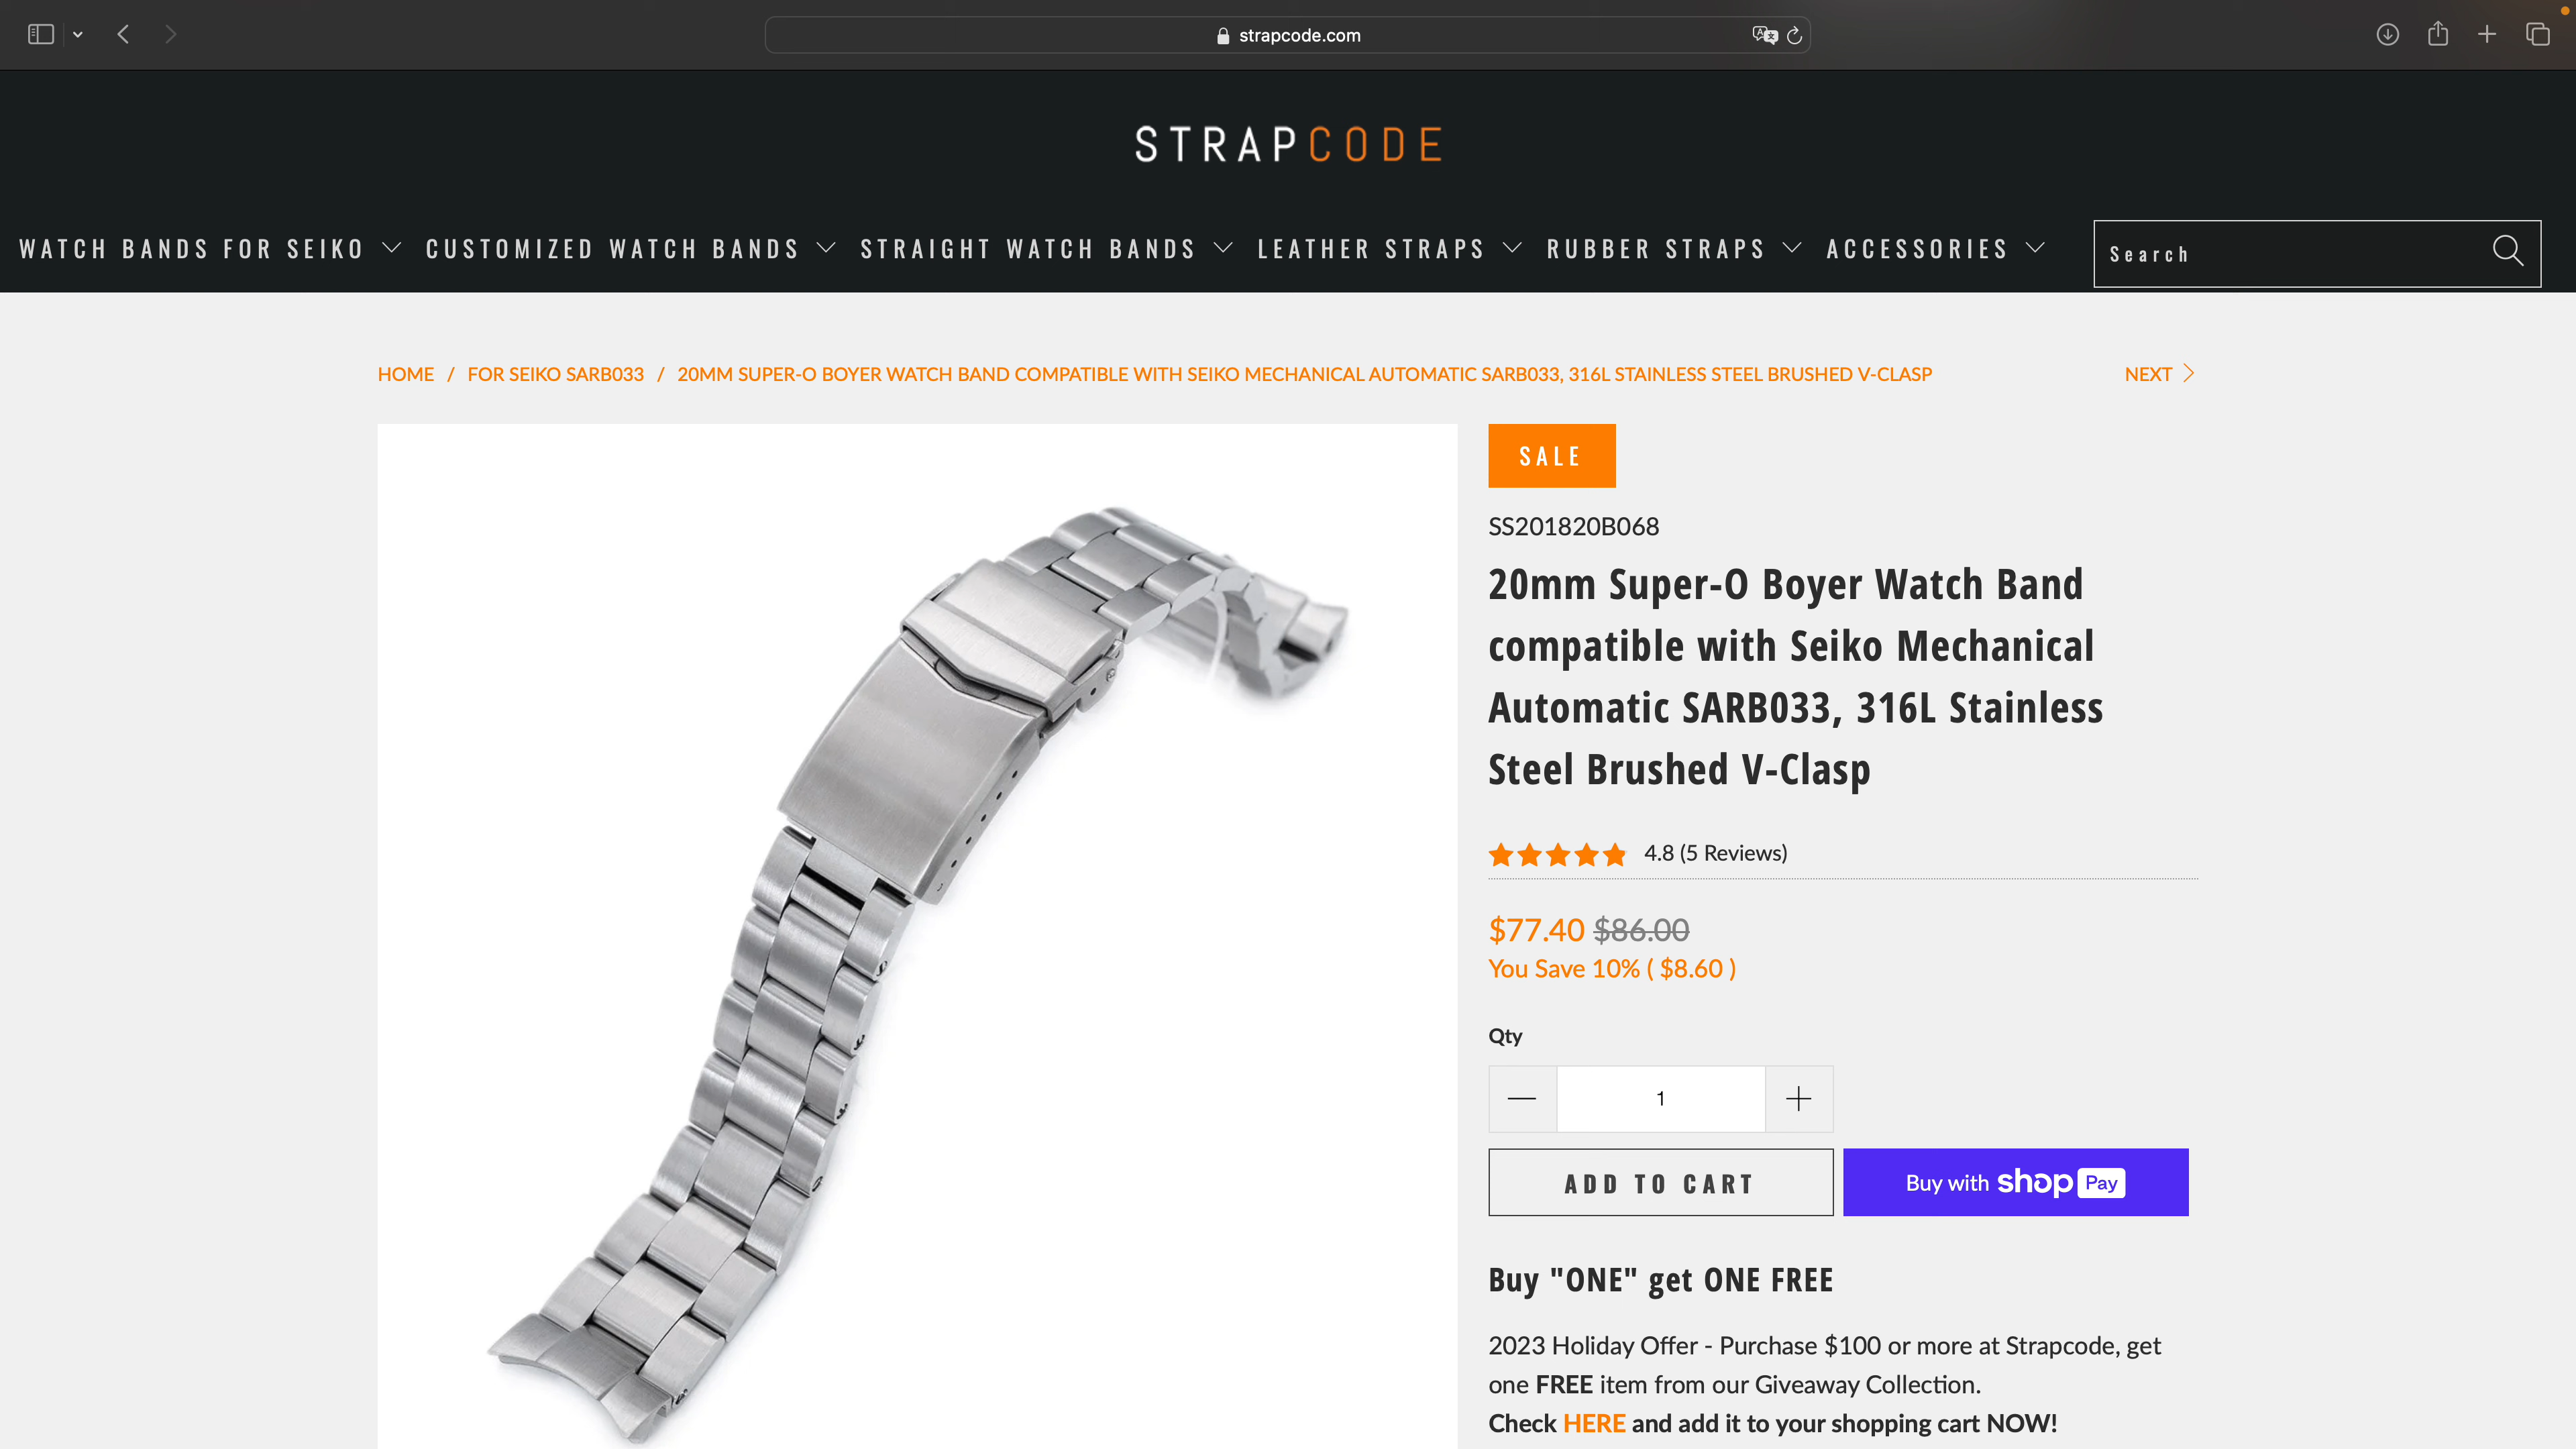 strapcode.com
STRAPCODE
WATCH BANDS FOR SEIKO CUSTOMIZED WATCH BANDS STRAIGHT WATCH BANDS LEATHER STRAPS RUBBER STRAPS ACCESSORIES Search
HOME / FOR SEIKO SARB033 / 20MM SUPER-O BOYER WATCH BAND COMPATIBLE WITH SEIKO MECHANICAL AUTOMATIC SARB033, 316L STAINLESS STEEL BRUSHED V-CLASP NEXT
SALE
SS201820B068
20mm Super-O Boyer Watch Band
compatible with Seiko Mechanical
Automatic SARB033, 316L Stainless
Steel Brushed V-Clasp
4.8 (5 Reviews)
$77.40 $86.00
You Save 10% ( $8.60 )
Qty
1
ADD TO CART Buy with shop Pay
Buy "ONE" get ONE FREE
2023 Holiday Offer - Purchase $100 or more at Strapcode, get
one FREE item from our Giveaway Collection.
Check HERE and add it to your shopping cart NOW!